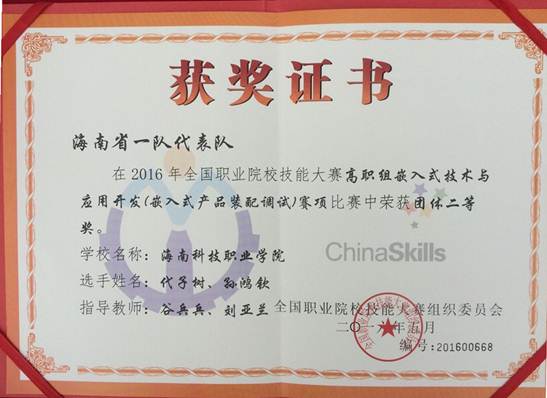 获奖证书
海南省一队代表队
在2016年全国职业院校技能大赛高职组嵌入式技术与
应用开发(嵌入式产品装配调试)赛项比赛中荣获团体二等
奖。
学校名称：海南科技职业学院
ChinaSkills
选手姓名：代子树、孙鸿钦
指导教师：谷兵兵、刘亚兰
全国职业院校技能大赛组织委员会
二〇一六年五月
编号:201600668